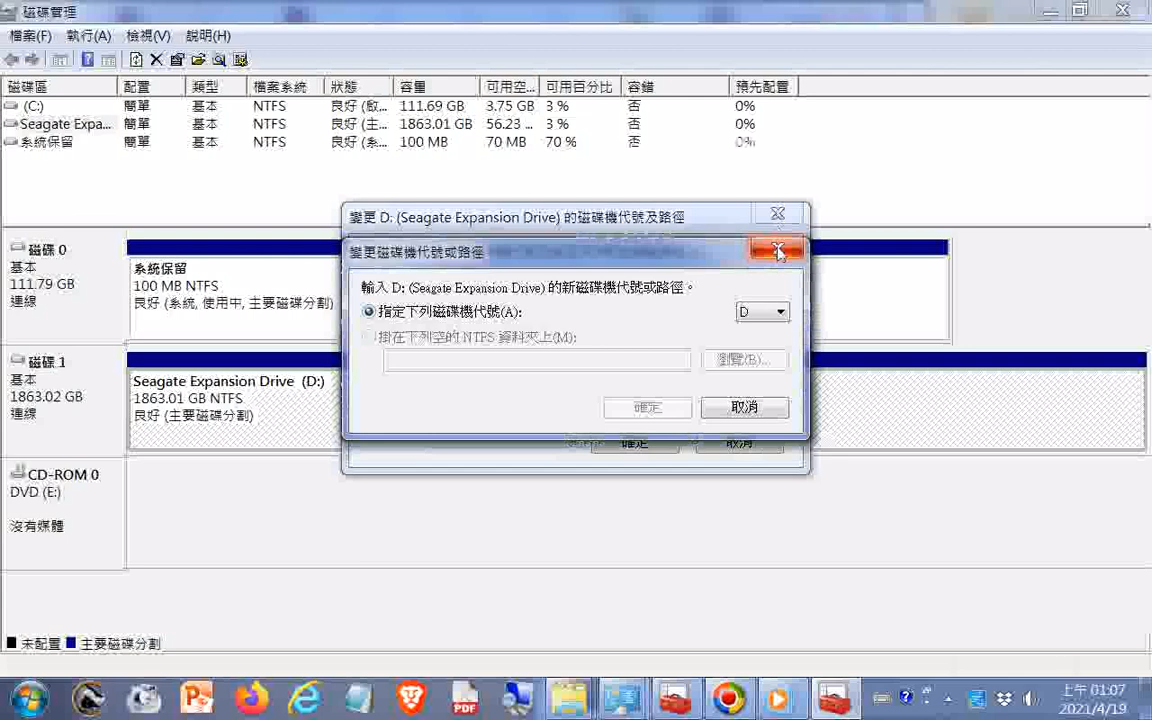 磁碟管理
檔案(F) 執行(A) 檢視(V) 說明(H)
磁碟區 配置 類型 檔案系統 狀態 容量 可用空... 可用百分比 容錯 預先配置
(C:) 簡單 基本 NTFS 良好 (啟... 111.69 GB 3.75 GB 3 % 否 0%
Seagate Expa... 簡單 基本 NTFS 良好 (主... 1863.01 GB 56.23 ... 3 % 否 0%
系統保留 簡單 基本 NTFS 良好 (系... 100 MB 70 MB 70 % 否 0%
變更 D: (Seagate Expansion Drive) 的磁碟機代號及路徑
變更磁碟機代號或路徑
輸入 D: (Seagate Expansion Drive) 的新磁碟機代號或路徑。
指定下列磁碟機代號(A): D
掛在下列空的 NTFS 資料夾上(M):
瀏覽(B)...
確定 取消
確定 取消
磁碟 0
基本
111.79 GB
連線
系統保留
100 MB NTFS
良好 (系統, 使用中, 主要磁碟分割)
磁碟 1
基本
1863.02 GB
連線
Seagate Expansion Drive (D:)
1863.01 GB NTFS
良好 (主要磁碟分割)
CD-ROM 0
DVD (E:)
沒有媒體
未配置 主要磁碟分割
PDF
上午 01:07
2021/4/19